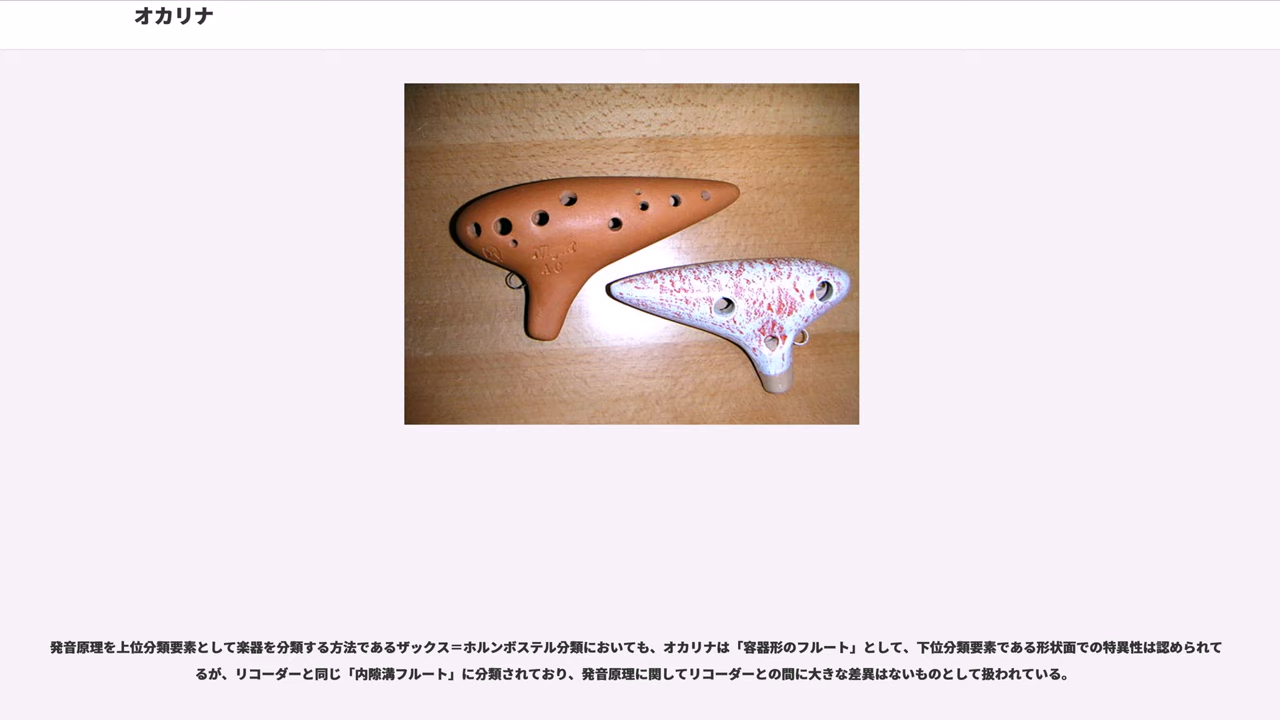 オカリナ
発音原理を上位分類要素として楽器を分類する方法であるザックス＝ホルンボステル分類においても、オカリナは「容器形のフルート」として、下位分類要素である形状面での特異性は認められて
るが、リコーダーと同じ「内隙溝フルート」に分類されており、発音原理に関してリコーダーとの間に大きな差異はないものとして扱われている。